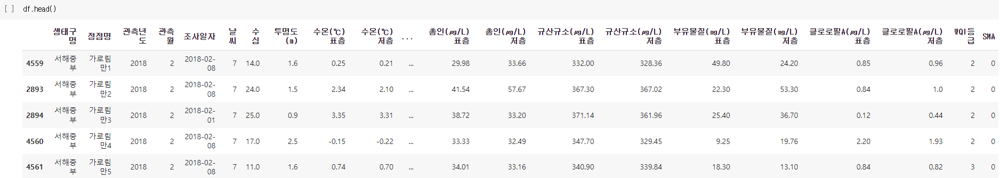 [ ] df.head()
생태구명 정점명 관측년도 관측월 조사일자 날씨 수심 투명도(m) 수온(℃) 표층 수온(℃) 저층 ... 총인(㎍/L) 표층 총인(㎍/L) 저층 규산규소(㎍/L) 표층 규산규소(㎍/L) 저층 부유물질(㎎/L) 표층 부유물질(㎎/L) 저층 클로로필A(㎍/L) 표층 클로로필A(㎍/L) 저층 WQI등급 SMA
4559 서해중부 가로림만1 2018 2 2018-02-08 7 14.0 1.6 0.25 0.21 ... 29.98 33.66 332.00 328.36 49.80 24.20 0.85 0.96 2 0
2893 서해중부 가로림만2 2018 2 2018-02-08 7 24.0 1.5 2.34 2.10 ... 41.54 57.67 367.30 367.02 22.30 53.30 0.84 1.0 2 0
2894 서해중부 가로림만3 2018 2 2018-02-01 7 25.0 0.9 3.35 3.31 ... 38.72 33.20 371.14 361.96 25.40 36.70 0.12 0.44 2 0
4560 서해중부 가로림만4 2018 2 2018-02-08 7 17.0 2.5 -0.15 -0.22 ... 33.33 32.49 347.70 329.45 9.25 19.76 2.20 1.93 2 0
4561 서해중부 가로림만5 2018 2 2018-02-08 7 11.0 1.6 0.74 0.70 ... 34.01 33.16 340.90 339.84 18.30 13.10 0.84 0.82 3 0